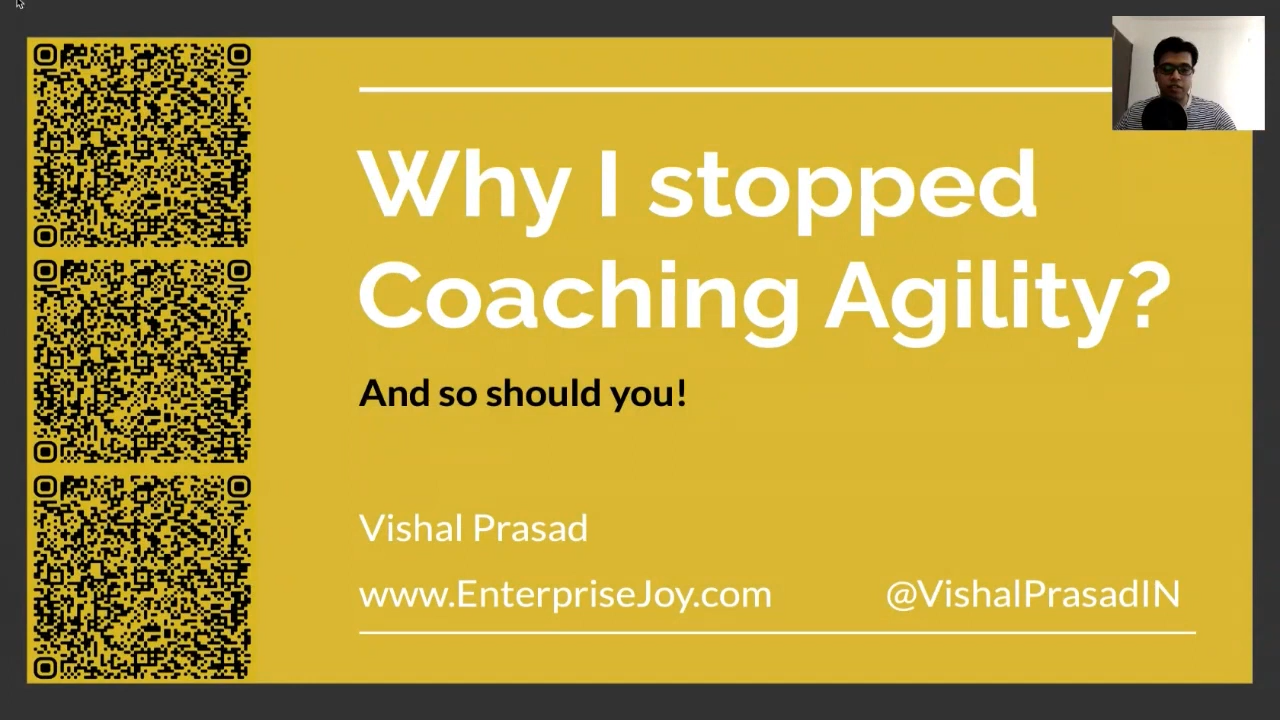 Why I stopped
Coaching Agility?
And so should you!
Vishal Prasad
www.EnterpriseJoy.com @VishalPrasadIN